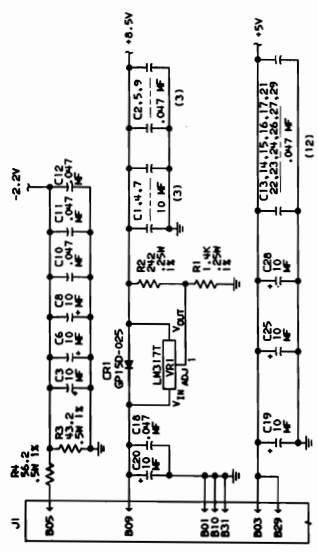 -2.2V
+8.5V
+5V
R4
56.2
.5W 1%
R3
43.2
.5W
1%
C3
10
MF
C6
10
MF
C8
10
MF
C10
.047
C11
.047
C12
.047
MF
CR1
GP15D-025
C20
10
MF
C18
.047
MF
VIN
LM317T
VR1
VOUT
ADJ
1
R2
242
.25W
1%
R1
1.4K
.25W
1%
C1,4,7
10 MF
(3)
C2,5,9
.047 MF
(3)
C19
10
MF
C25
10
MF
C28
10
MF
C13,14,15,16,17,21
22,23,24,26,27,29
.047 MF
(12)
J1
B05
B09
B01
B10
B31
B03
B29